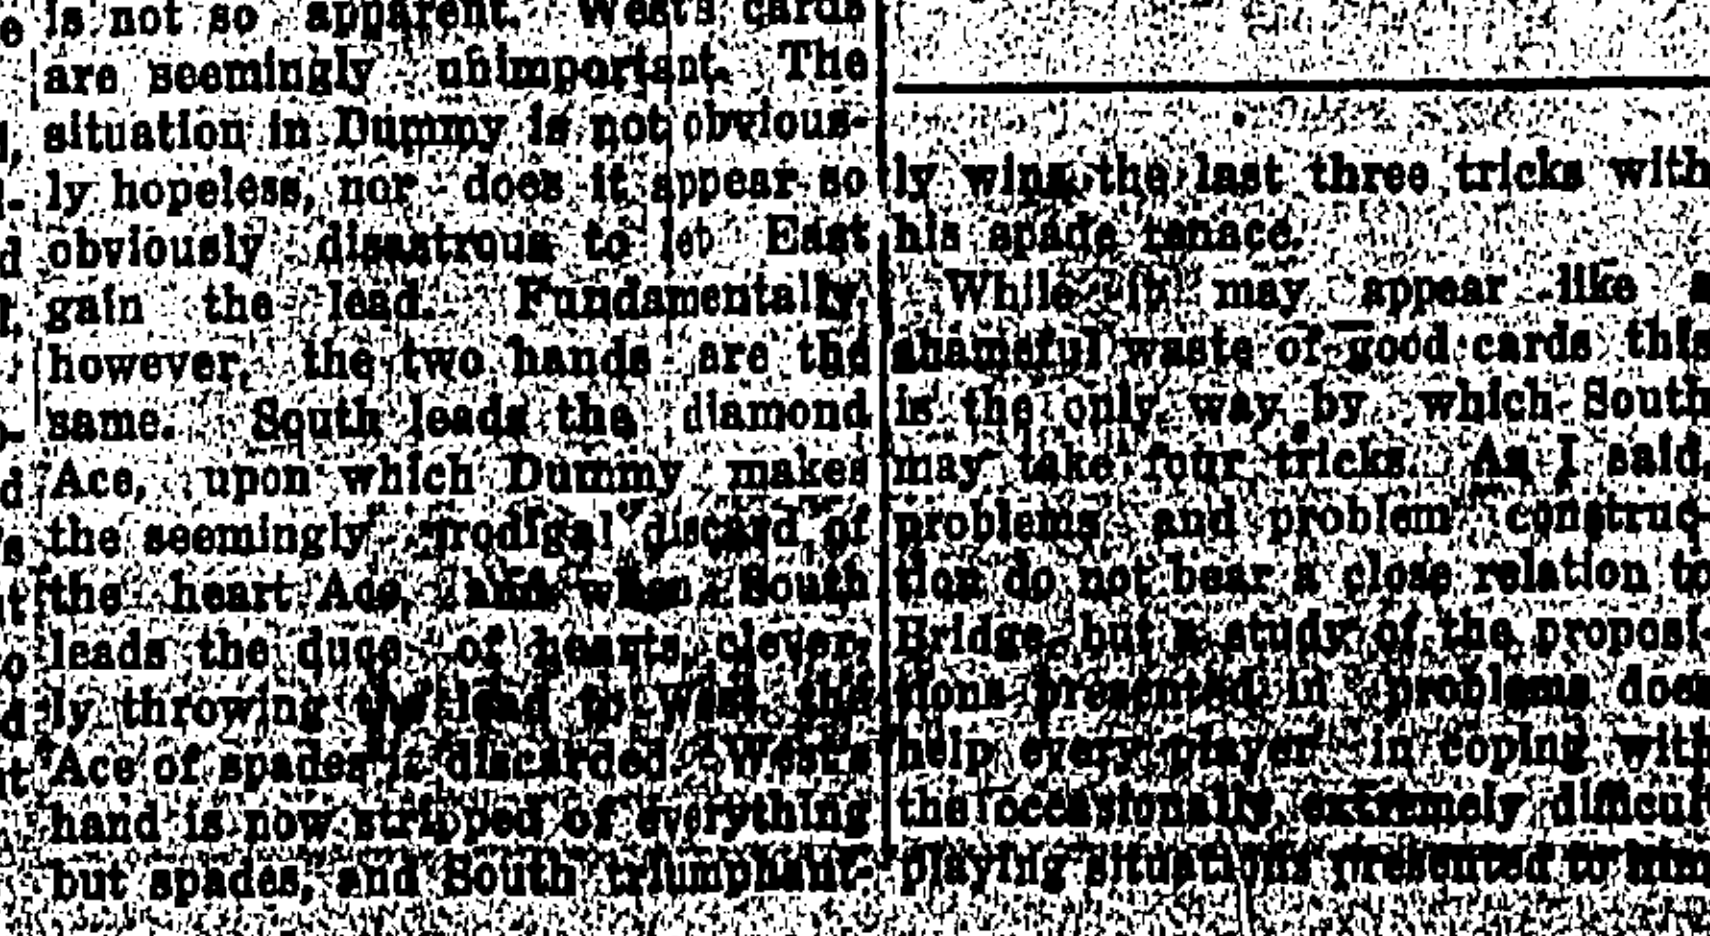 is not so apparent. West's cards
are seemingly unimportant. The
situation in Dummy is not obvious-
ly hopeless, nor does it appear so
obviously disastrous to let East
gain the lead. Fundamentally,
however, the two hands are the
same. South leads the diamond
Ace, upon which Dummy makes
the seemingly prodigal discard of
the heart Ace, and when South
leads the duce of hearts, clever-
ly throwing the lead to West, the
Ace of spades is discarded. West's
hand is now stripped of everything
but spades, and South triumphant-
ly wins the last three tricks with
his spade tenace.
While it may appear like a
shameful waste of good cards this
is the only way by which South
may take four tricks. As I said,
problems and problem construc-
tion do not bear a close relation to
Bridge, but a study of the proposi-
tions presented in problems does
help every player in coping with
the occasionally extremely difficult
playing situations presented to him